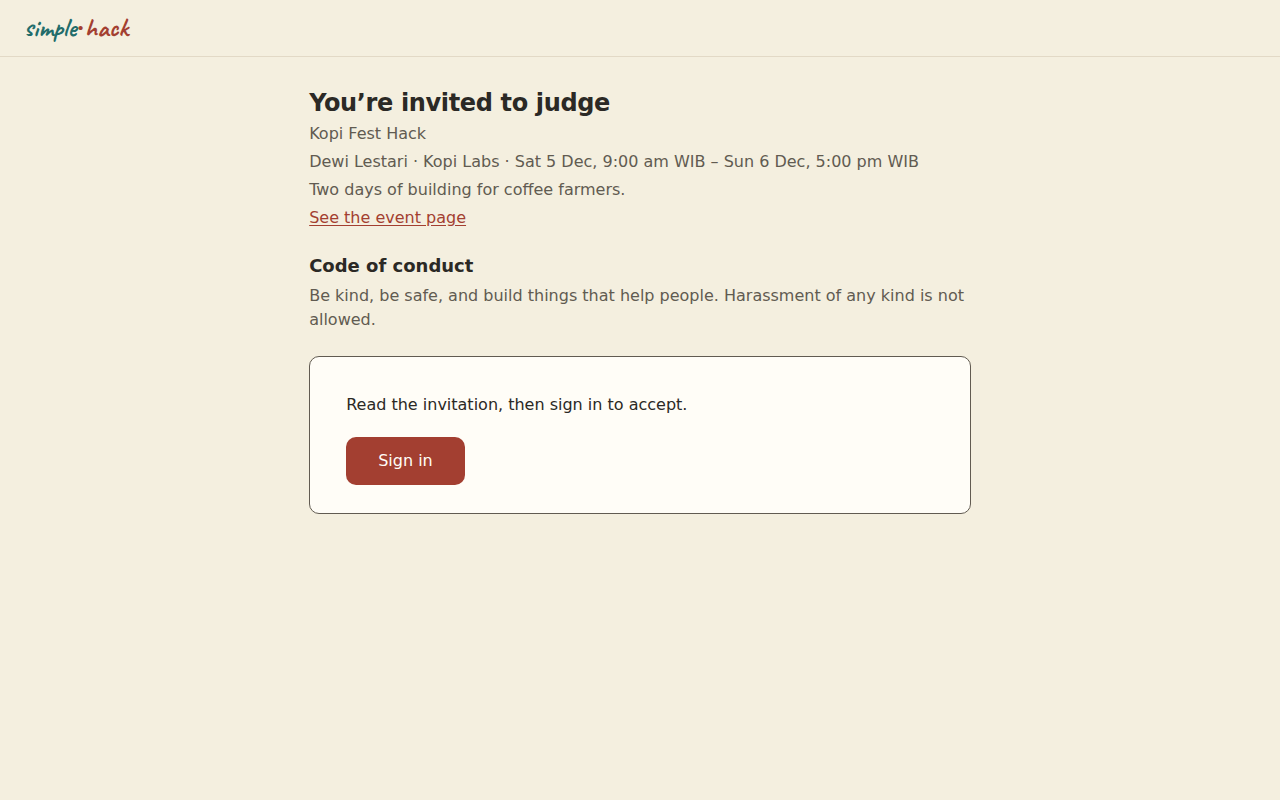 simple•hack
You’re invited to judge
Kopi Fest Hack
Dewi Lestari · Kopi Labs · Sat 5 Dec, 9:00 am WIB – Sun 6 Dec, 5:00 pm WIB
Two days of building for coffee farmers.
See the event page
Code of conduct
Be kind, be safe, and build things that help people. Harassment of any kind is not
allowed.
Read the invitation, then sign in to accept.
Sign in